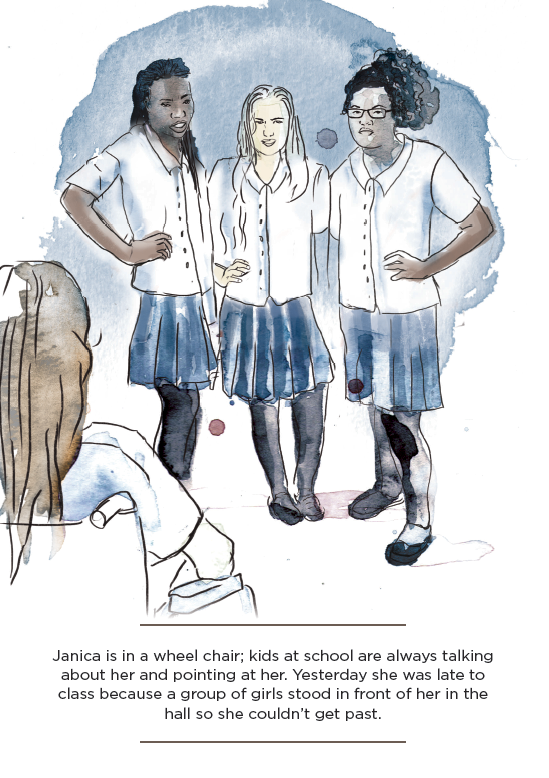 Janica is in a wheel chair; kids at school are always talking
about her and pointing at her. Yesterday she was late to
class because a group of girls stood in front of her in the
hall so she couldn’t get past.